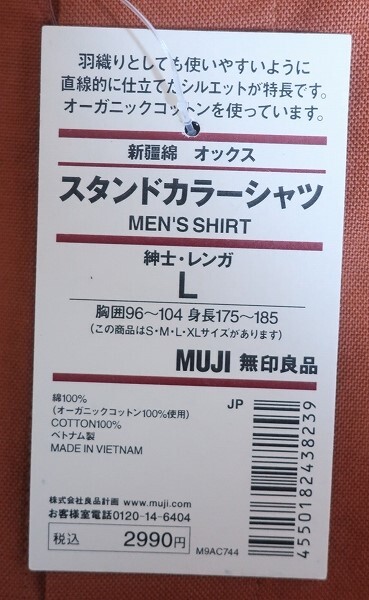 羽織りとしても使いやすいように
直線的に仕立てたシルエットが特長です。
オーガニックコットンを使っています。
新疆綿 オックス
スタンドカラーシャツ
MEN'S SHIRT
紳士・レンガ
L
胸囲96〜104 身長175〜185
(この商品はS・M・L・XLサイズがあります)
MUJI 無印良品
綿100%
(オーガニックコットン100%使用)
COTTON100%
ベトナム製
MADE IN VIETNAM
JP
4550182438239
株式会社良品計画 www.muji.com
お客様室電話0120-14-6404
税込 2990円
M9AC744